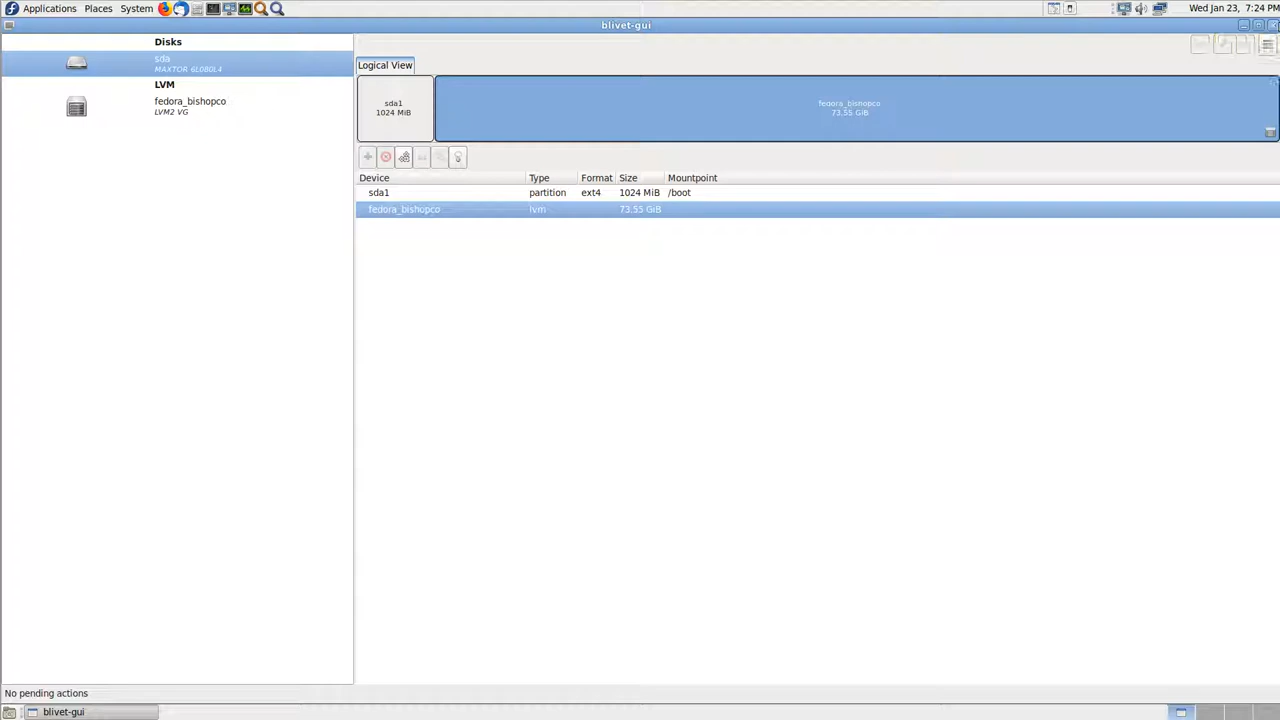 Applications Places System Wed Jan 23, 7:24 PM
blivet-gui
Disks
sda
MAXTOR 6L080L4
LVM
fedora_bishopco
LVM2 VG
Logical View
sda1
1024 MiB
fedora_bishopco
73.55 GiB
Device Type Format Size Mountpoint
sda1 partition ext4 1024 MiB /boot
fedora_bishopco lvm 73.55 GiB
No pending actions
blivet-gui